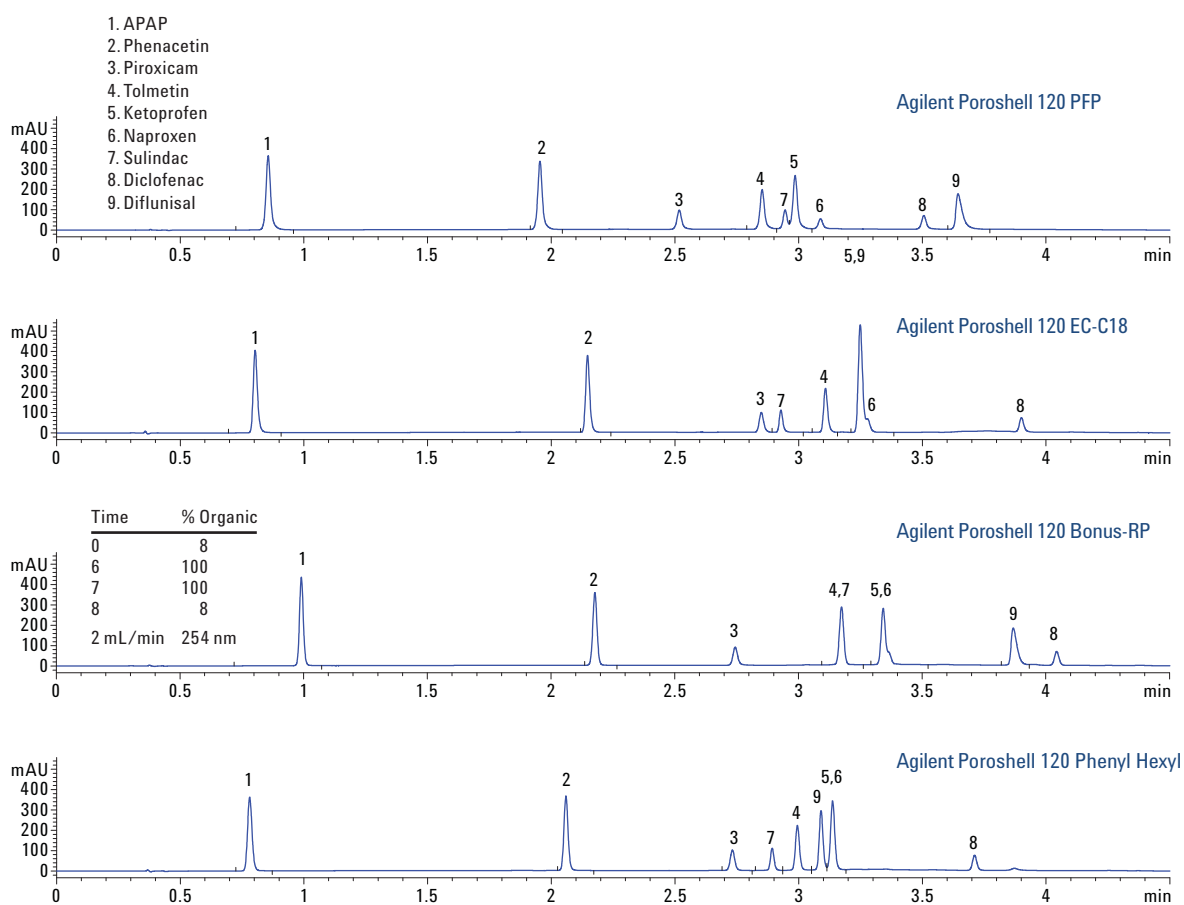 1. APAP
2. Phenacetin
3. Piroxicam
4. Tolmetin
5. Ketoprofen
6. Naproxen
7. Sulindac
8. Diclofenac
9. Diflunisal
Agilent Poroshell 120 PFP
mAU
400
300
200
100
0
1 2 3 4 7 5 6 8 9
0 0.5 1 1.5 2 2.5 3 3.5 4 min
5,9
Agilent Poroshell 120 EC-C18
mAU
400
300
200
100
0
1 2 3 7 4 6 8
0 0.5 1 1.5 2 2.5 3 3.5 4 min
Time % Organic
0 8
6 100
7 100
8 8
2 mL/min 254 nm
Agilent Poroshell 120 Bonus-RP
mAU
400
300
200
100
0
1 2 3 4,7 5,6 9 8
0 0.5 1 1.5 2 2.5 3 3.5 4 min
Agilent Poroshell 120 Phenyl Hexyl
mAU
400
300
200
100
0
1 2 3 7 4 9 5,6 8
0 0.5 1 1.5 2 2.5 3 3.5 4 min